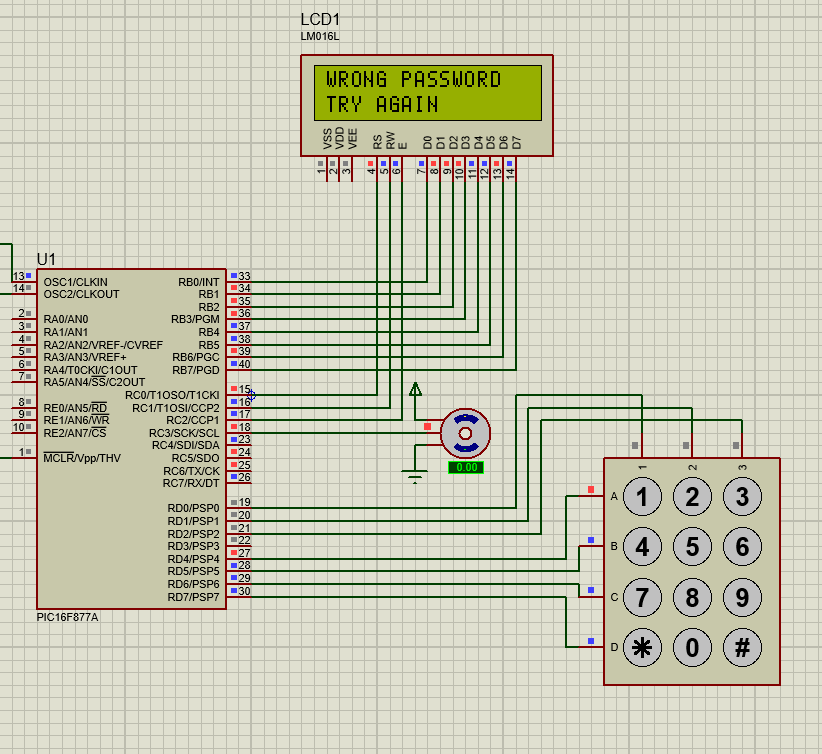 LCD1
LM016L
WRONG PASSWORD
TRY AGAIN
VSS VDD VEE RS RW E D0 D1 D2 D3 D4 D5 D6 D7
1 2 3 4 5 6 7 8 9 10 11 12 13 14
U1
13 OSC1/CLKIN RB0/INT 33
14 OSC2/CLKOUT RB1 34
RB2 35
2 RA0/AN0 RB3/PGM 36
3 RA1/AN1 RB4 37
4 RA2/AN2/VREF-/CVREF RB5 38
5 RA3/AN3/VREF+ RB6/PGC 39
6 RA4/T0CKI/C1OUT RB7/PGD 40
7 RA5/AN4/SS/C2OUT
RC0/T1OSO/T1CKI 15
8 RE0/AN5/RD RC1/T1OSI/CCP2 16
9 RE1/AN6/WR RC2/CCP1 17
10 RE2/AN7/CS RC3/SCK/SCL 18
RC4/SDI/SDA 23
1 MCLR/Vpp/THV RC5/SDO 24
RC6/TX/CK 25
RC7/RX/DT 26
RD0/PSP0 19
RD1/PSP1 20
RD2/PSP2 21
RD3/PSP3 22
RD4/PSP4 27
RD5/PSP5 28
RD6/PSP6 29
RD7/PSP7 30
PIC16F877A
0.00
1 2 3
A 1 2 3
B 4 5 6
C 7 8 9
D * 0 #